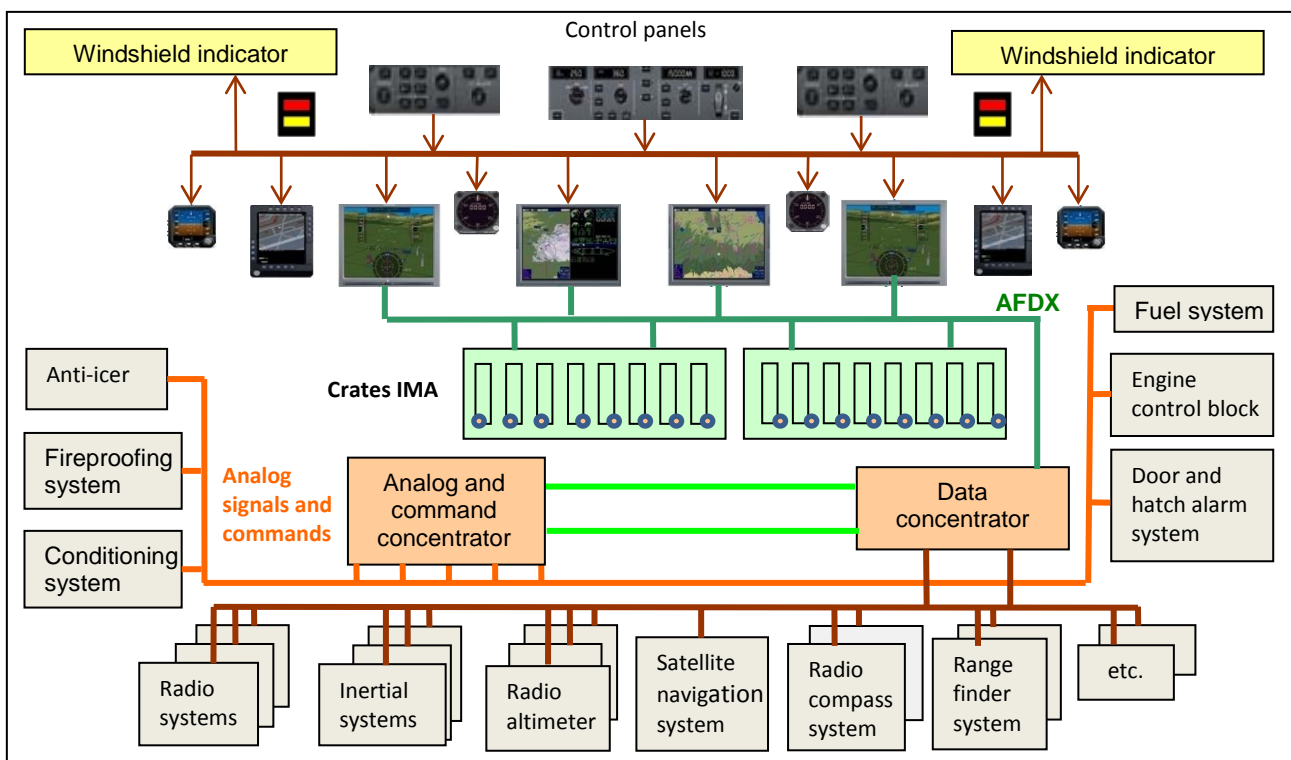 Control panels
Windshield indicator
Windshield indicator
AFDX
Fuel system
Anti-icer
Crates IMA
Engine
control block
Fireproofing
system
Analog
signals and
commands
Analog and
command
concentrator
Data
concentrator
Door and
hatch alarm
system
Conditioning
system
Radio
systems
Inertial
systems
Radio
altimeter
Satellite
navigation
system
Radio
compass
system
Range
finder
system
etc.